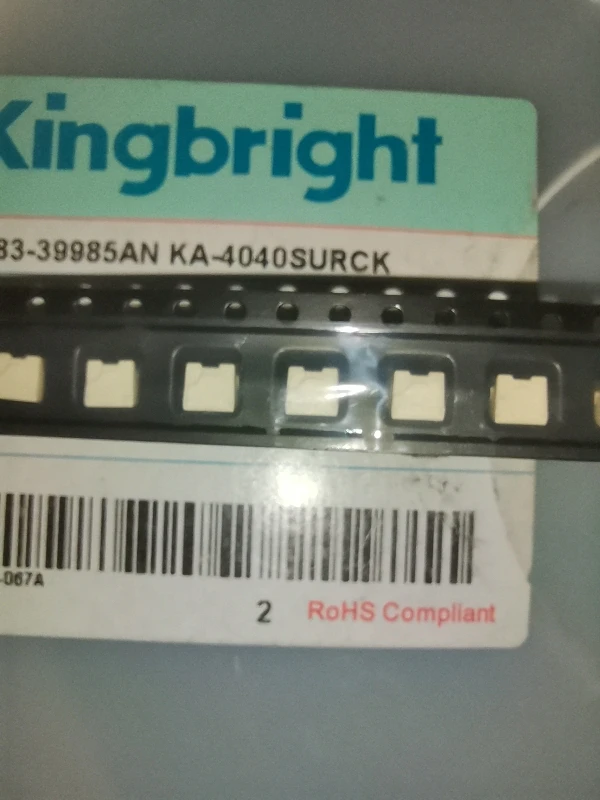 Kingbright
83-39985AN KA-4040SURCK
-067A
2 RoHS Compliant